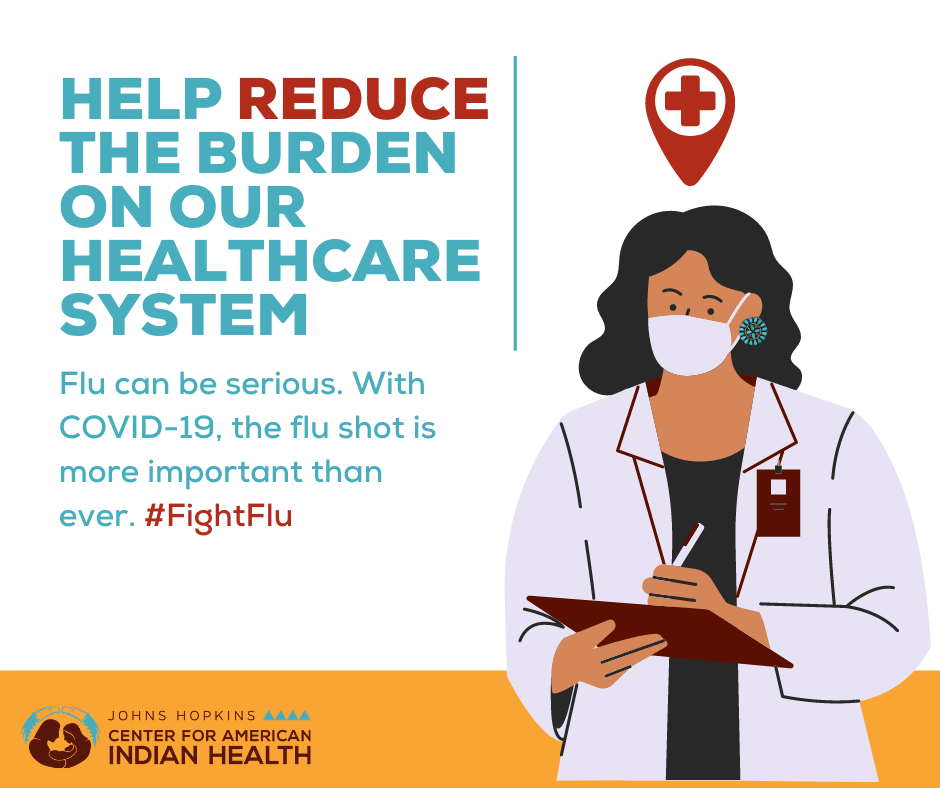 HELP REDUCE
THE BURDEN
ON OUR
HEALTHCARE
SYSTEM
Flu can be serious. With
COVID-19, the flu shot is
more important than
ever. #FightFlu
JOHNS HOPKINS
CENTER FOR AMERICAN
INDIAN HEALTH